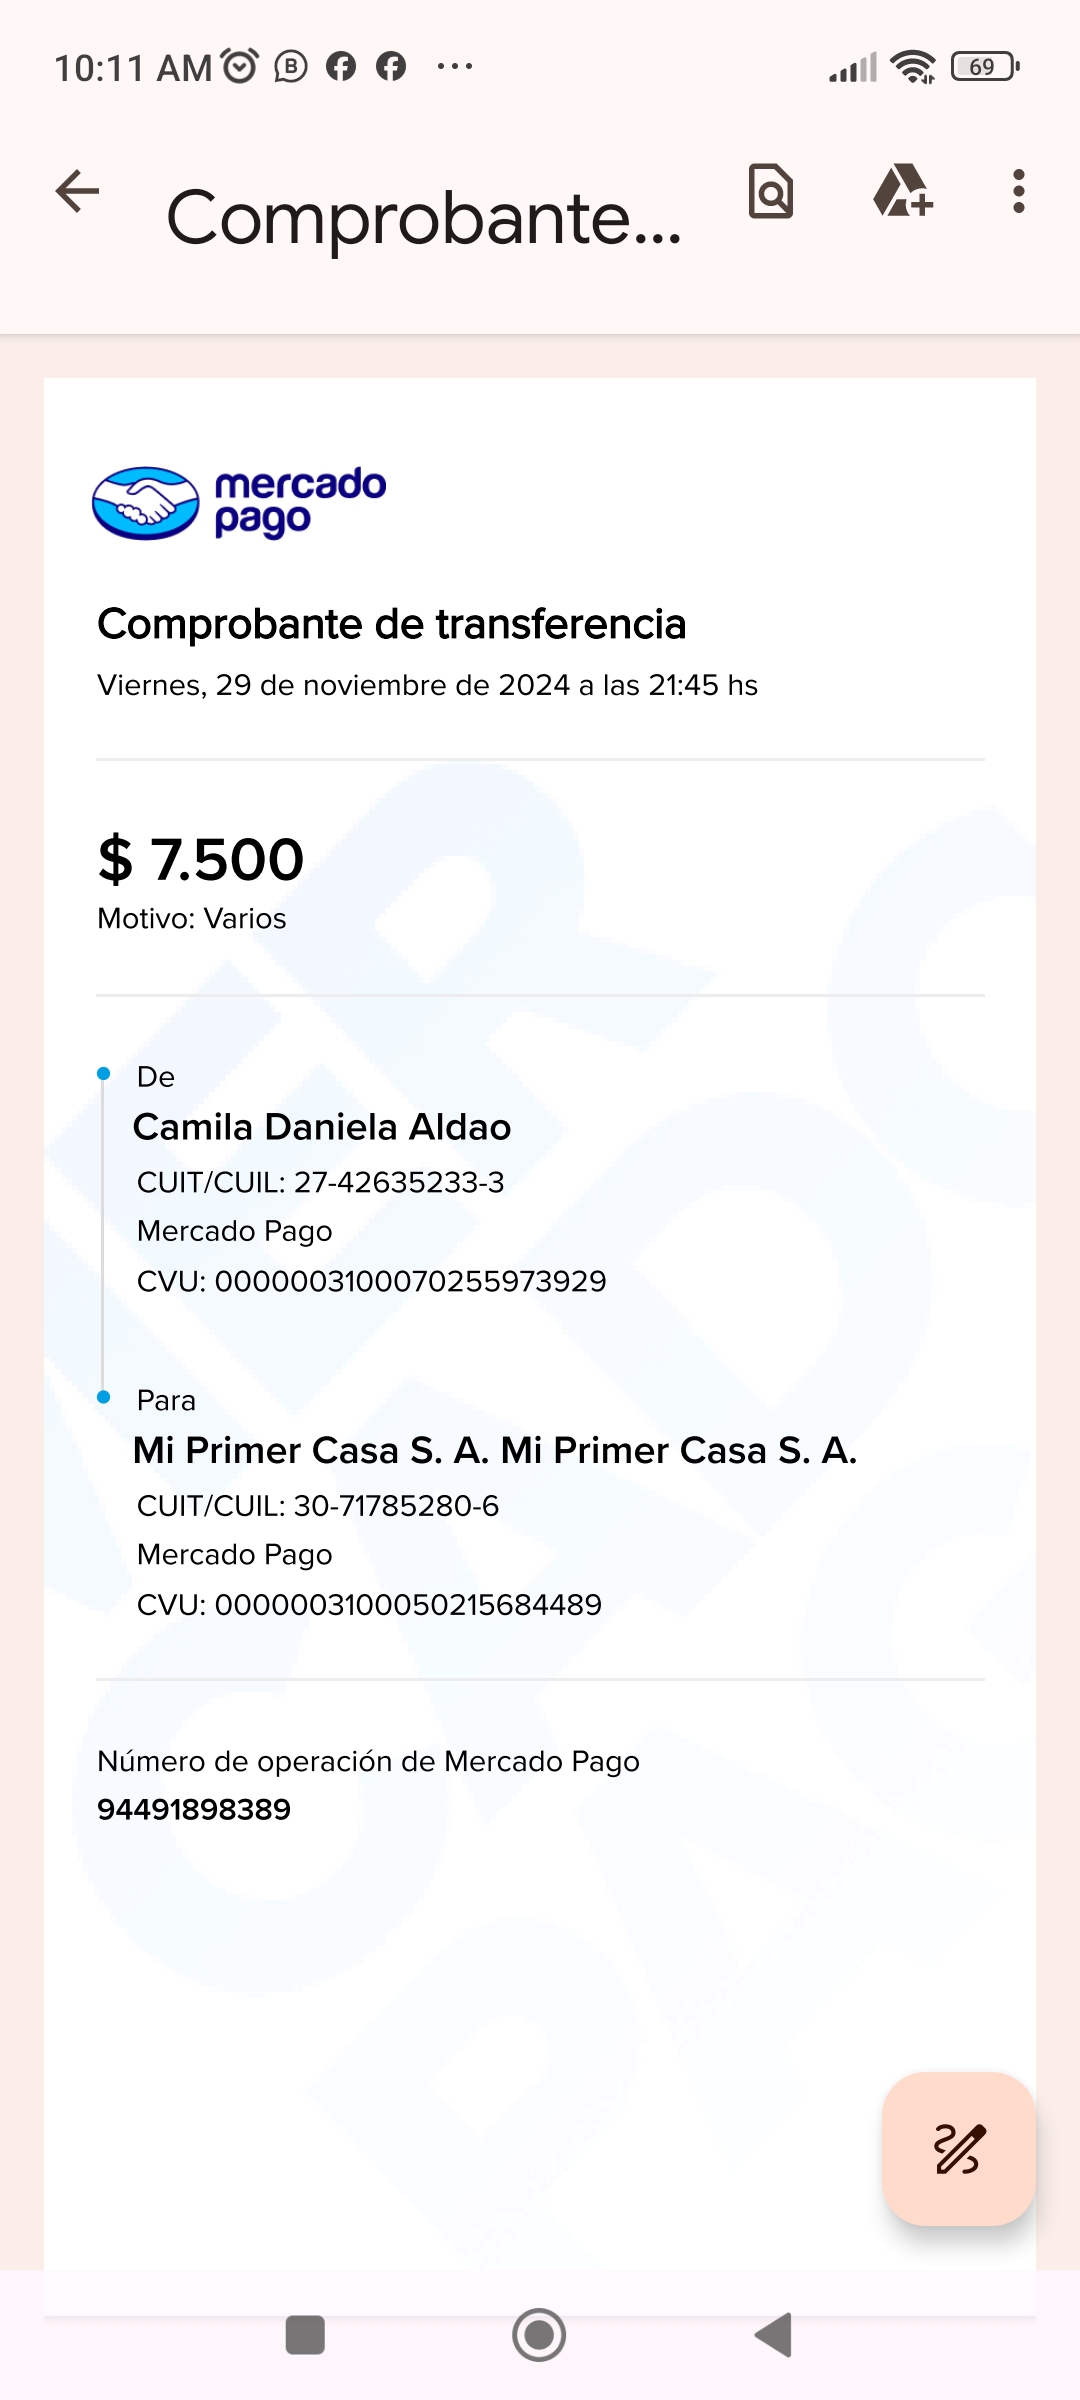 10:11 AM
69
Comprobante...
mercado
pago
Comprobante de transferencia
Viernes, 29 de noviembre de 2024 a las 21:45 hs
$ 7.500
Motivo: Varios
De
Camila Daniela Aldao
CUIT/CUIL: 27-42635233-3
Mercado Pago
CVU: 0000003100070255973929
Para
Mi Primer Casa S. A. Mi Primer Casa S. A.
CUIT/CUIL: 30-71785280-6
Mercado Pago
CVU: 0000003100050215684489
Número de operación de Mercado Pago
94491898389